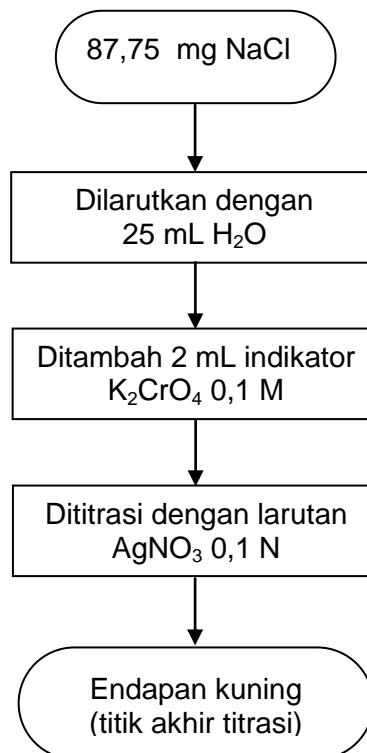 87,75 mg NaCl
Dilarutkan dengan
25 mL H₂O
Ditambah 2 mL indikator
K₂CrO₄ 0,1 M
Dititrasi dengan larutan
AgNO₃ 0,1 N
Endapan kuning
(titik akhir titrasi)